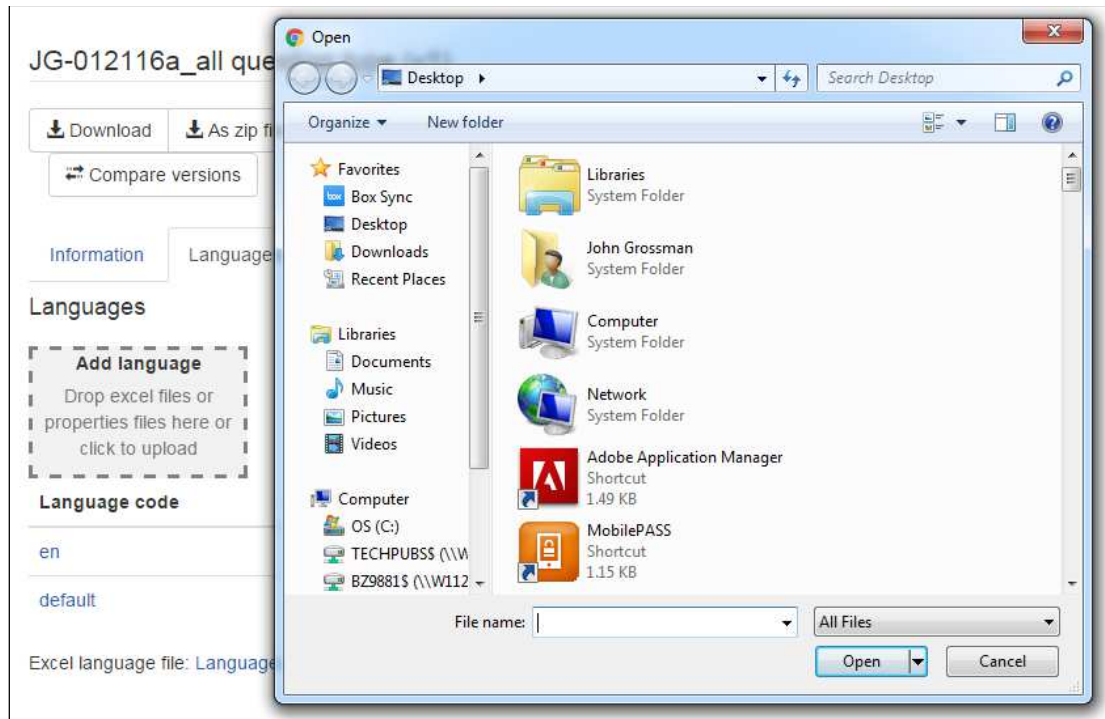 JG-012116a_all que
Download
As zip fi
Compare versions
Information
Language
Languages
Add langu age
Drop excel files or
properties files here or
click to upload
Language code
en
default
Excel language file: Language
Open
Desktop
Search Desktop
Organize
New folder
Favorites
Box Sync
Desktop
Downloads
Recent Places
Libraries
Documents
Music
Pictures
Videos
Computer
OS (C:)
TECHPUBS$ (\\W
BZ9881$ (\\W112
Libraries
System Folder
John Grossman
System Folder
Computer
System Folder
Network
System Folder
Adobe Application Manager
Shortcut
1.49 KB
MobilePASS
Shortcut
1.15 KB
File name:
All Files
Open
Cancel